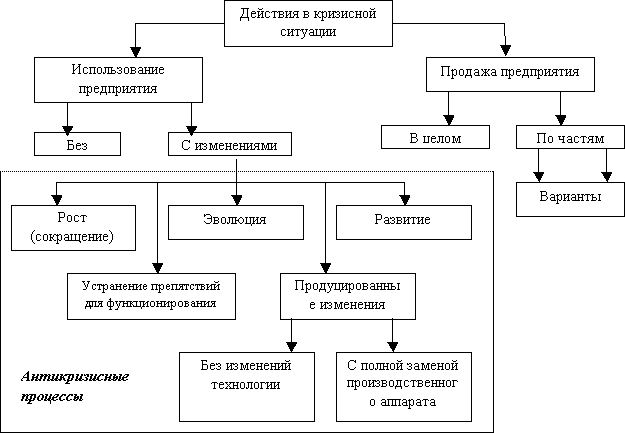 Действия в кризисной
ситуации
Использование
предприятия
Продажа предприятия
Без
С изменениями
В целом
По частям
Варианты
Рост
(сокращение)
Эволюция
Развитие
Устранение препятствий
для функционирования
Продуцированны
е изменения
Без изменений
технологии
С полной заменой
производственног
о аппарата
Антикризисные
процессы